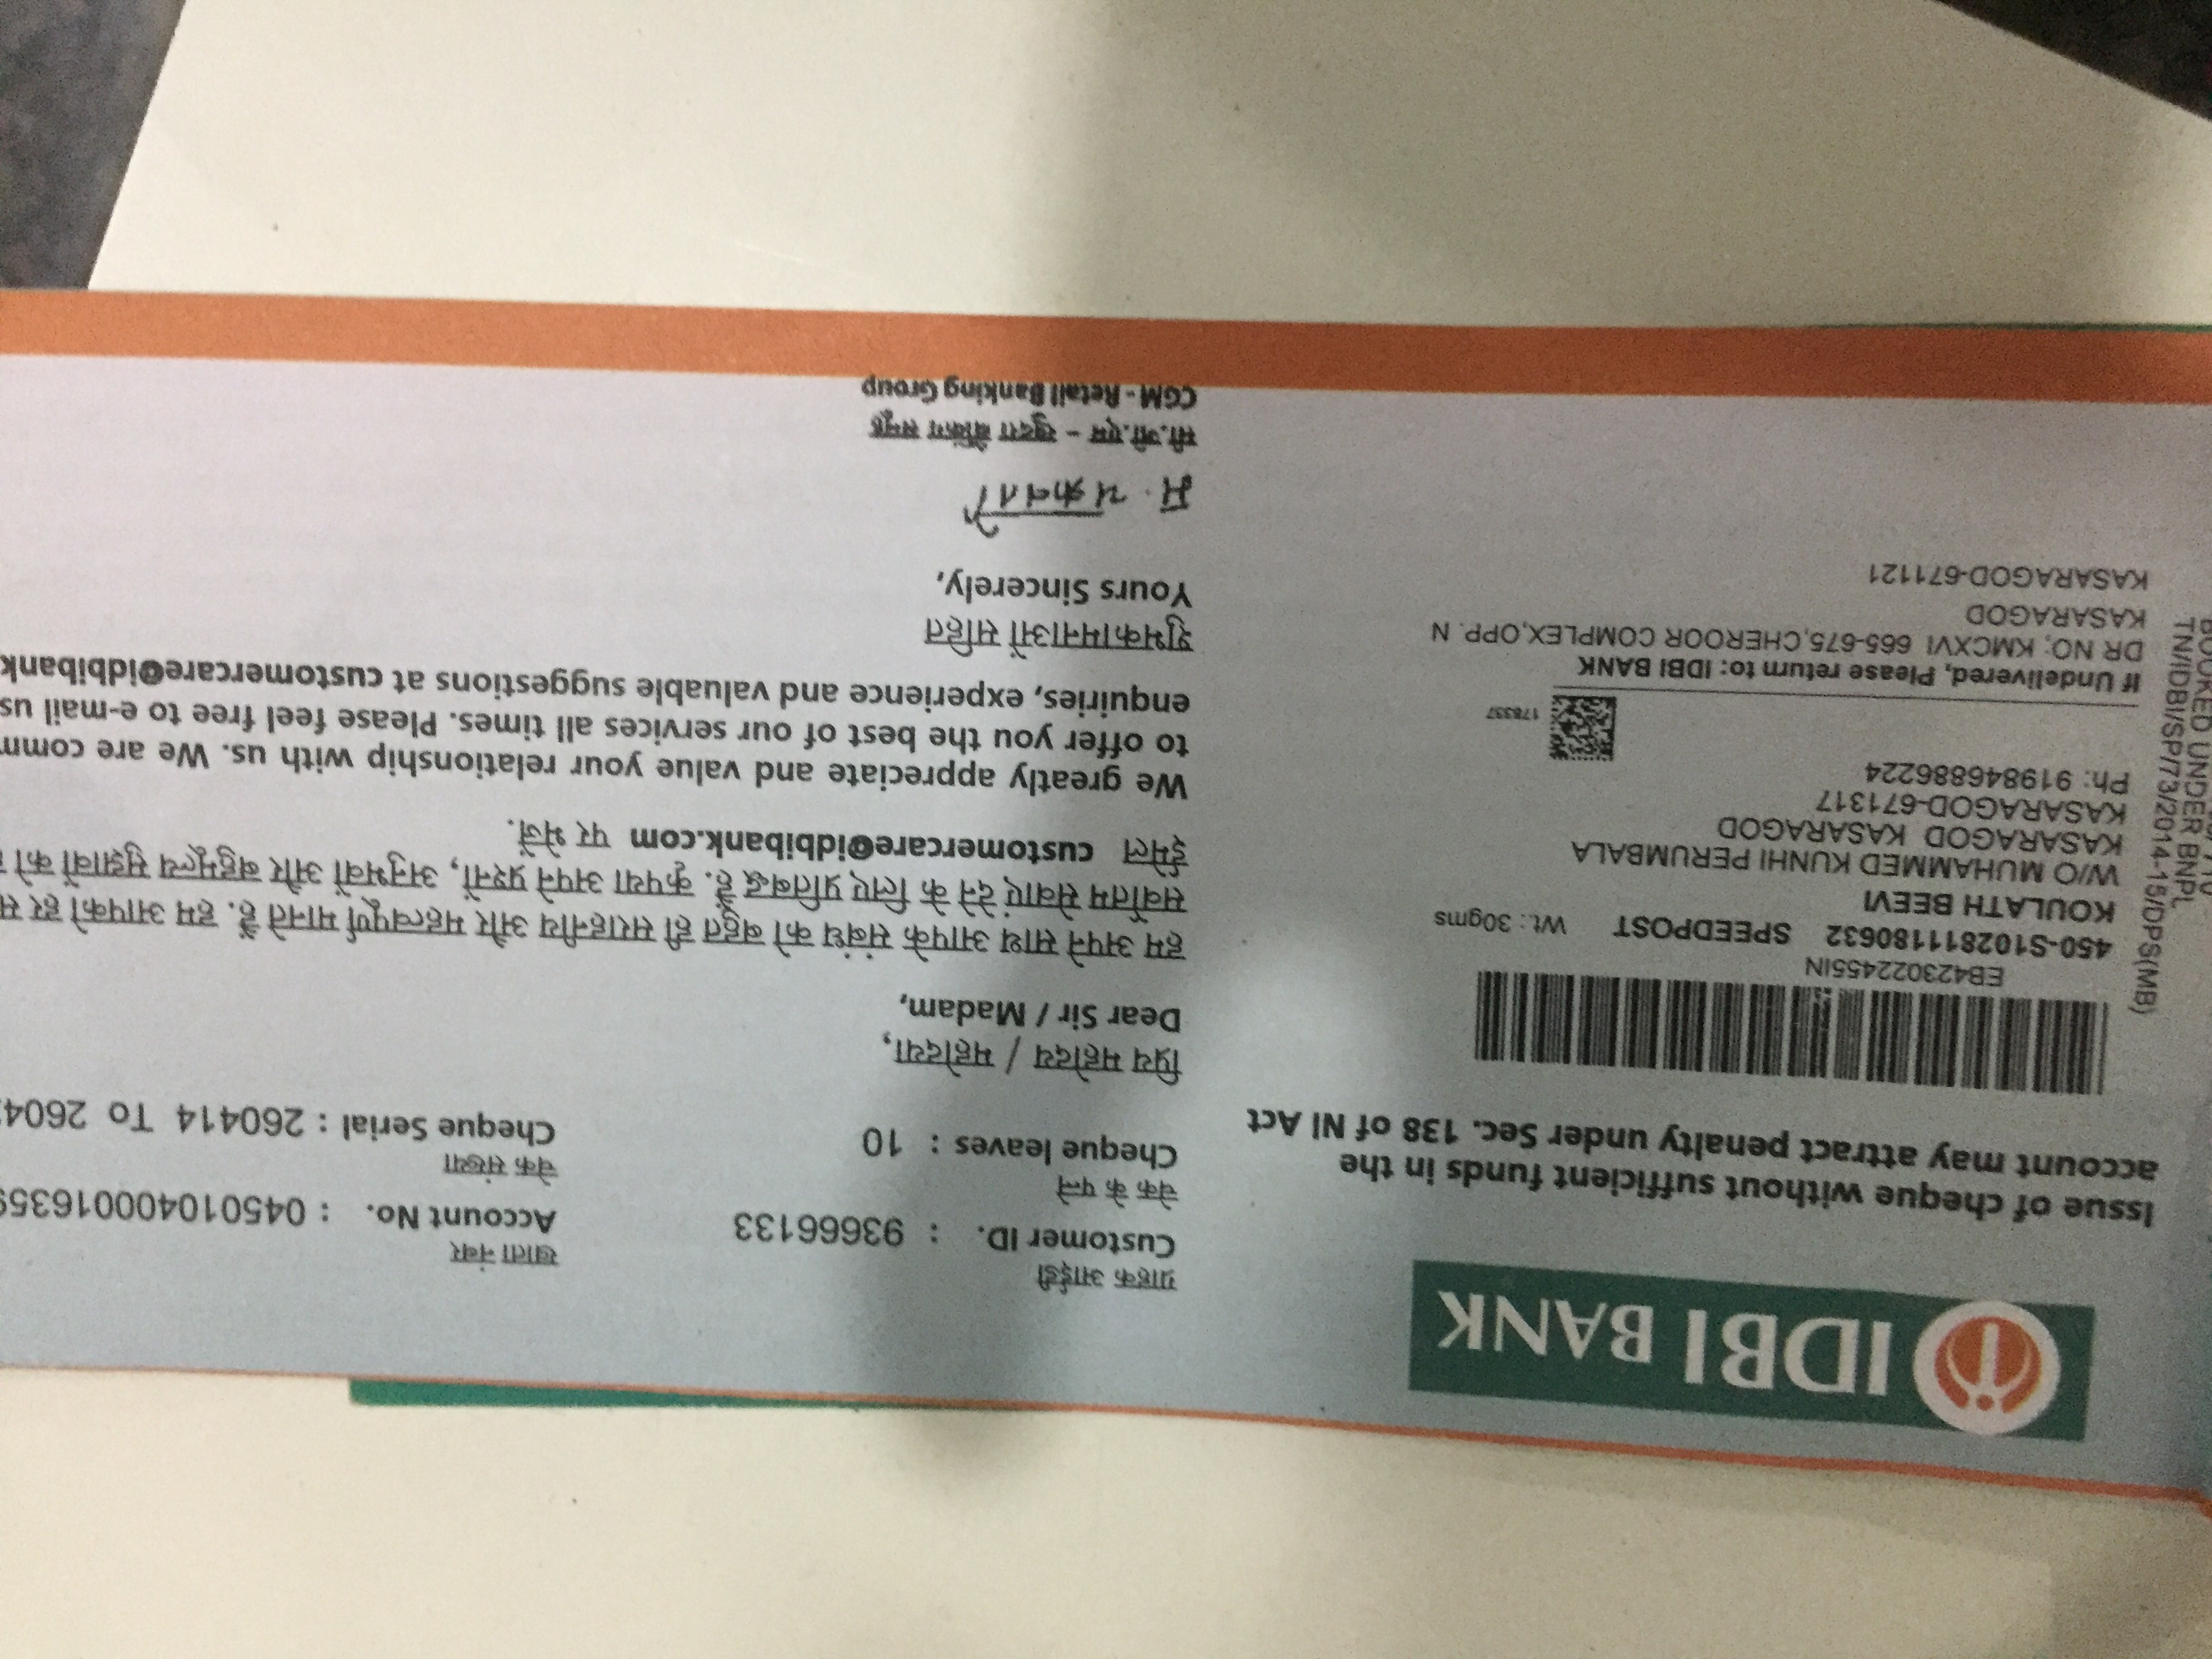 IDBI BANK
Issue of cheque without sufficient funds in the
account may attract penalty under Sec. 138 of NI Act
EB423022455IN
450-S102811180632 SPEEDPOST Wt.: 30gms
KOULATH BEEVI
W/O MUHAMMED KUNHI PERUMBALA
KASARAGOD KASARAGOD
KASARAGOD-671317
Ph: 919846886224
178337
If Undelivered, Please return to: IDBI BANK
DR NO; KMCXVI 665-675,CHEROOR COMPLEX,OPP. N
KASARAGOD
KASARAGOD-671121
BOOKED UNDER BNPL
TN/IDBI/SP/73/2014-15/DPS(MB)
ग्राहक आईडी
Customer ID. : 93666133
चेक के पन्ने
Cheque leaves : 10
खाता नंबर
Account No. : 045010400016359
चेक संख्या
Cheque Serial : 260414 To 2604
प्रिय महोदय / महोदया,
Dear Sir / Madam,
हम अपने साथ आपके संबंध को बहुत ही सराहनीय और महत्वपूर्ण मानते हैं. हम आपको हर स
सर्वोतम सेवाएं देने के लिए प्रतिबद्ध हैं. कृपया अपने प्रश्नों, अनुभवों और बहुमूल्य सुझावों को
ईमेल customercare@idbibank.com पर भेजें.
We greatly appreciate and value your relationship with us. We are comm
to offer you the best of our services all times. Please feel free to e-mail us
enquiries, experience and valuable suggestions at customercare@idbibank
शुभकामनाओं सहित
Yours Sincerely,
म. चक्रवर्ती
सी.जी.एम - खुदरा बैंकिंग समूह
CGM - Retail Banking Group